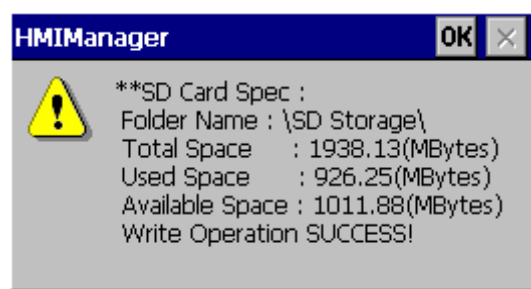 HMIManager OK
**SD Card Spec :
Folder Name : \SD Storage\
Total Space : 1938.13(MBytes)
Used Space : 926.25(MBytes)
Available Space : 1011.88(MBytes)
Write Operation SUCCESS!